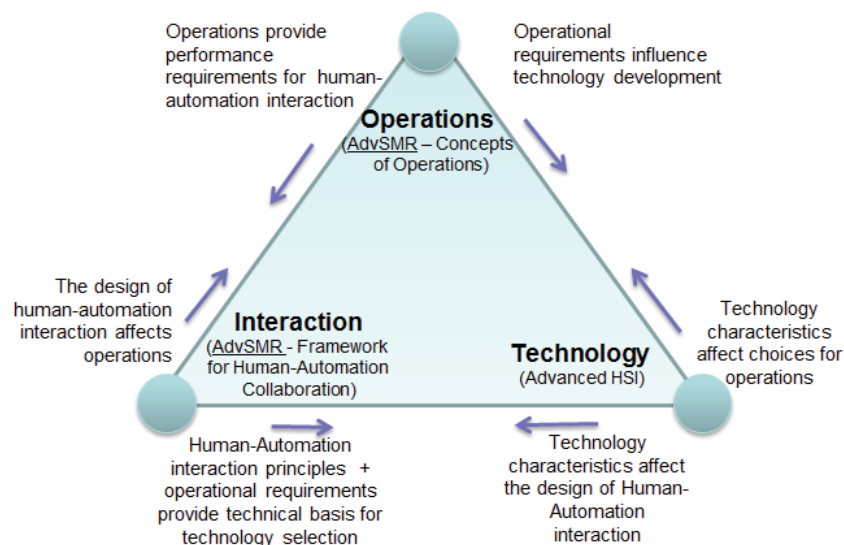 Operations provide
performance
requirements for human-
automation interaction
Operational
requirements influence
technology development
Operations
(AdvSMR – Concepts
of Operations)
The design of
human-automation
interaction affects
operations
Interaction
(AdvSMR - Framework
for Human-Automation
Collaboration)
Technology
(Advanced HSI)
Technology
characteristics
affect choices for
operations
Human-Automation
interaction principles +
operational requirements
provide technical basis for
technology selection
Technology
characteristics affect
the design of Human-
Automation
interaction